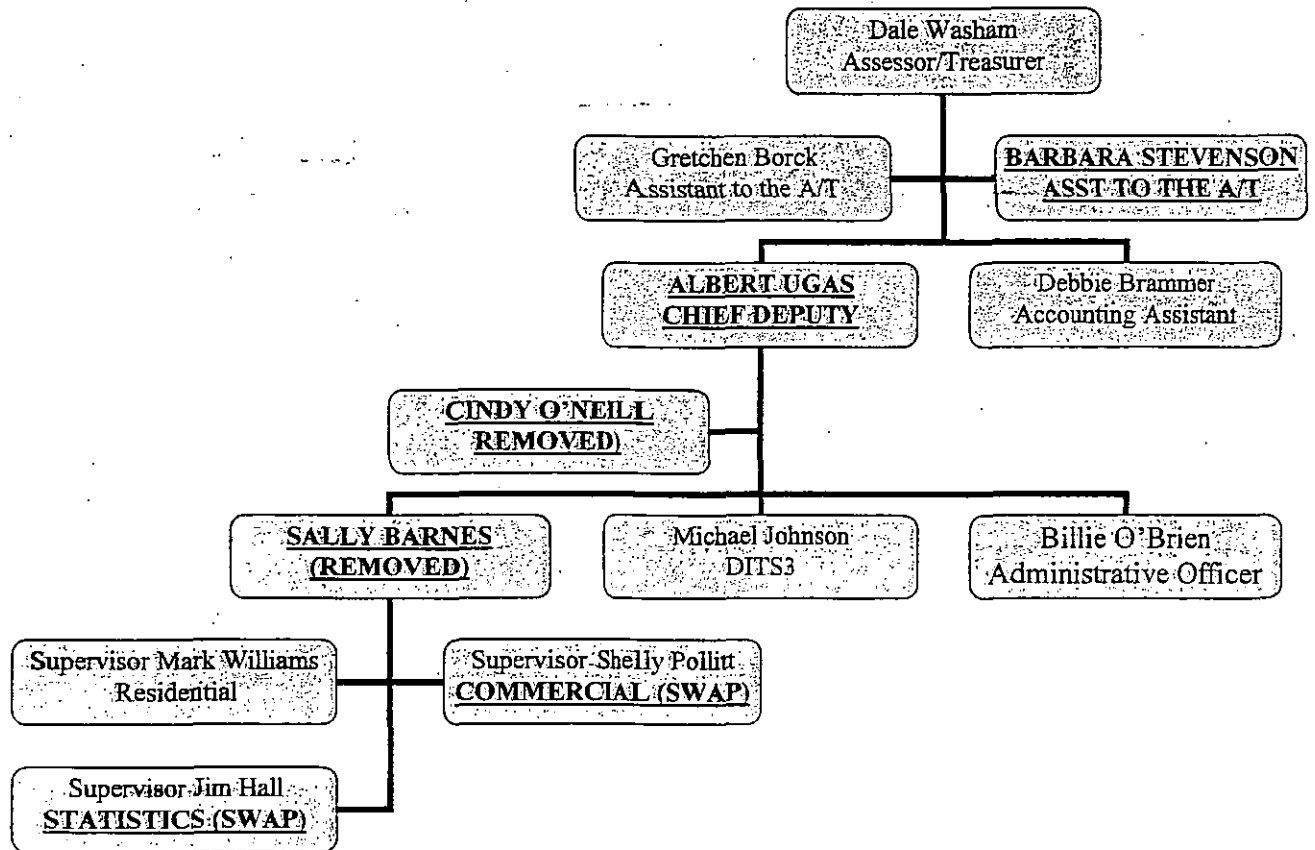 Dale Washam
Assessor/Treasurer
Gretchen Borck
Assistant to the A/T
BARBARA STEVENSON
ASST TO THE A/T
ALBERT UGAS
CHIEF DEPUTY
Debbie Brammer
Accounting Assistant
CINDY O'NEILL
REMOVED)
SALLY BARNES
(REMOVED)
Michael Johnson
DITS3
Billie O'Brien
Administrative Officer
Supervisor Mark Williams
Residential
Supervisor Shelly Pollitt
COMMERCIAL (SWAP)
Supervisor Jim Hall
STATISTICS (SWAP)